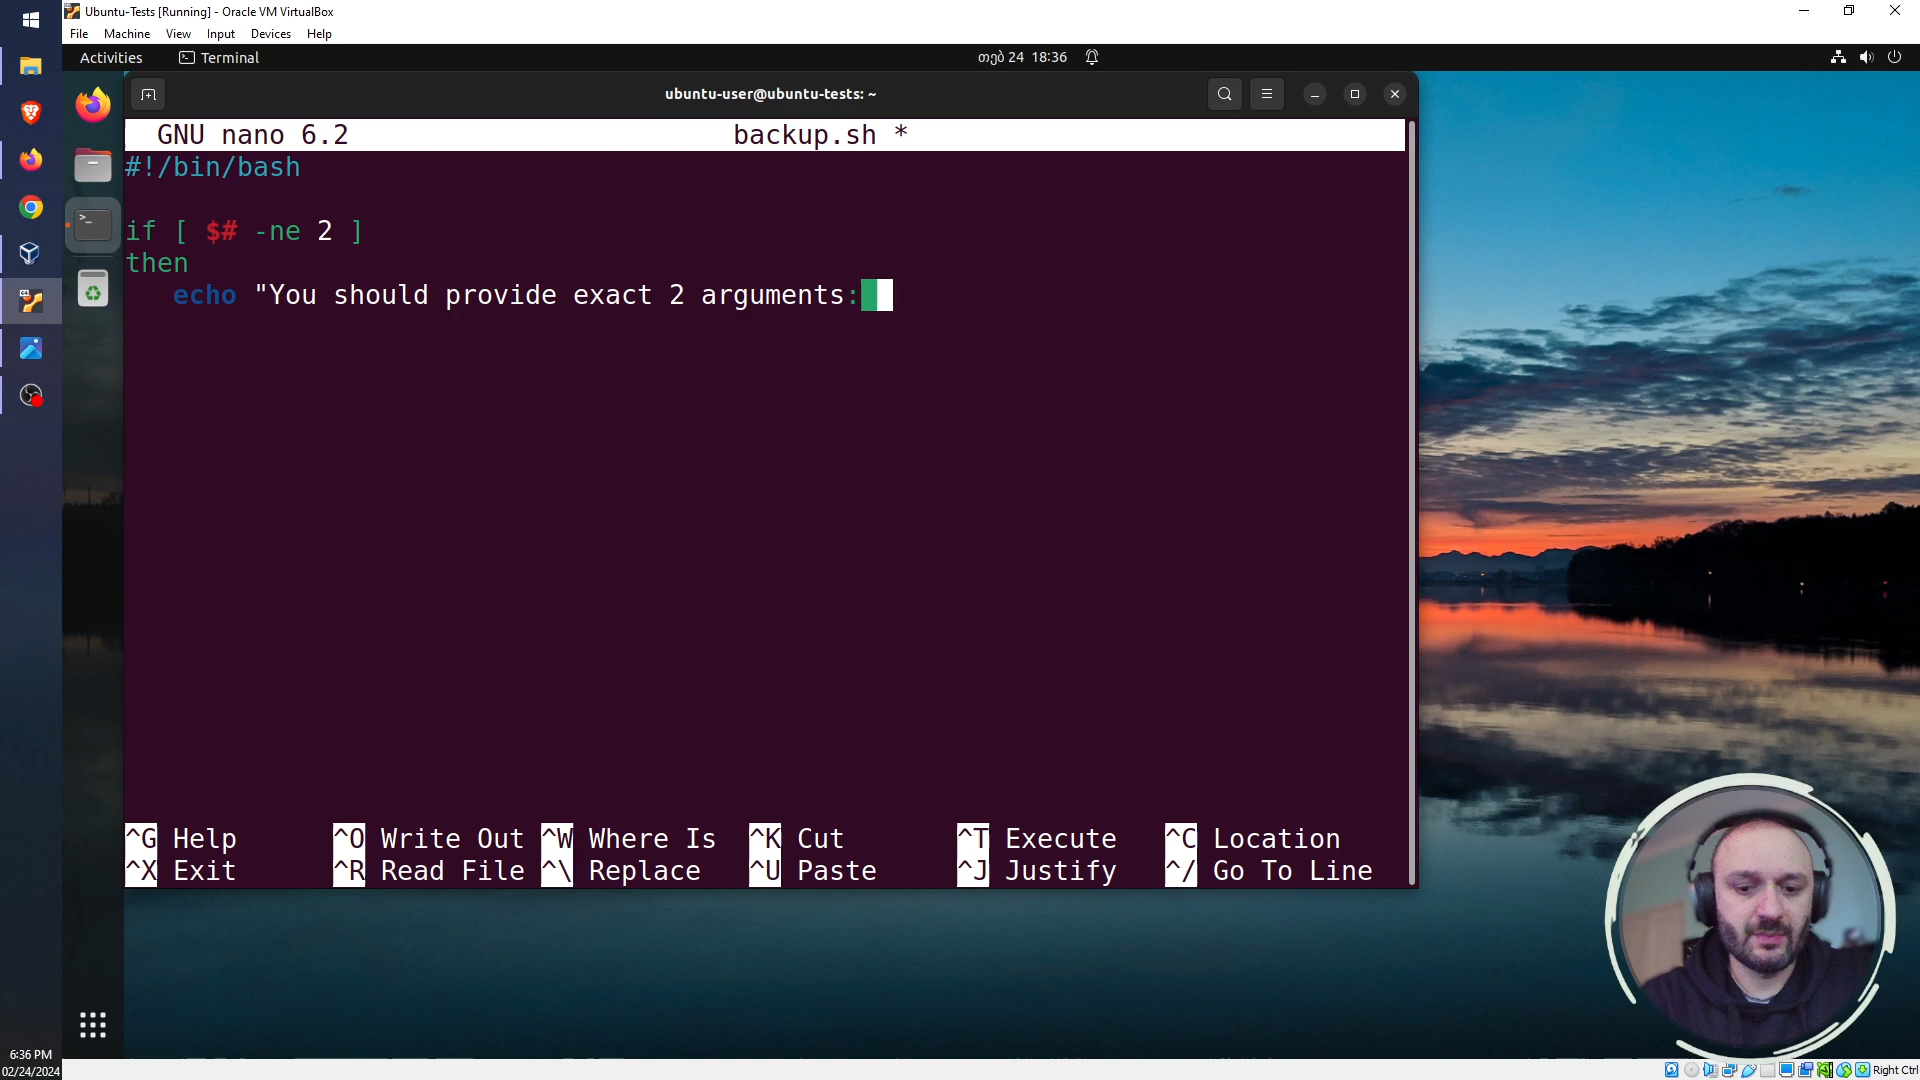 Ubuntu-Tests [Running] - Oracle VM VirtualBox
File Machine View Input Devices Help
Activities Terminal თებ 24 18:36
ubuntu-user@ubuntu-tests: ~
GNU nano 6.2 backup.sh *
#!/bin/bash
if [ $# -ne 2 ]
then
echo "You should provide exact 2 arguments:
^G Help ^O Write Out ^W Where Is ^K Cut ^T Execute ^C Location
^X Exit ^R Read File ^\ Replace ^U Paste ^J Justify ^/ Go To Line
6:36 PM
02/24/2024
Right Ctrl